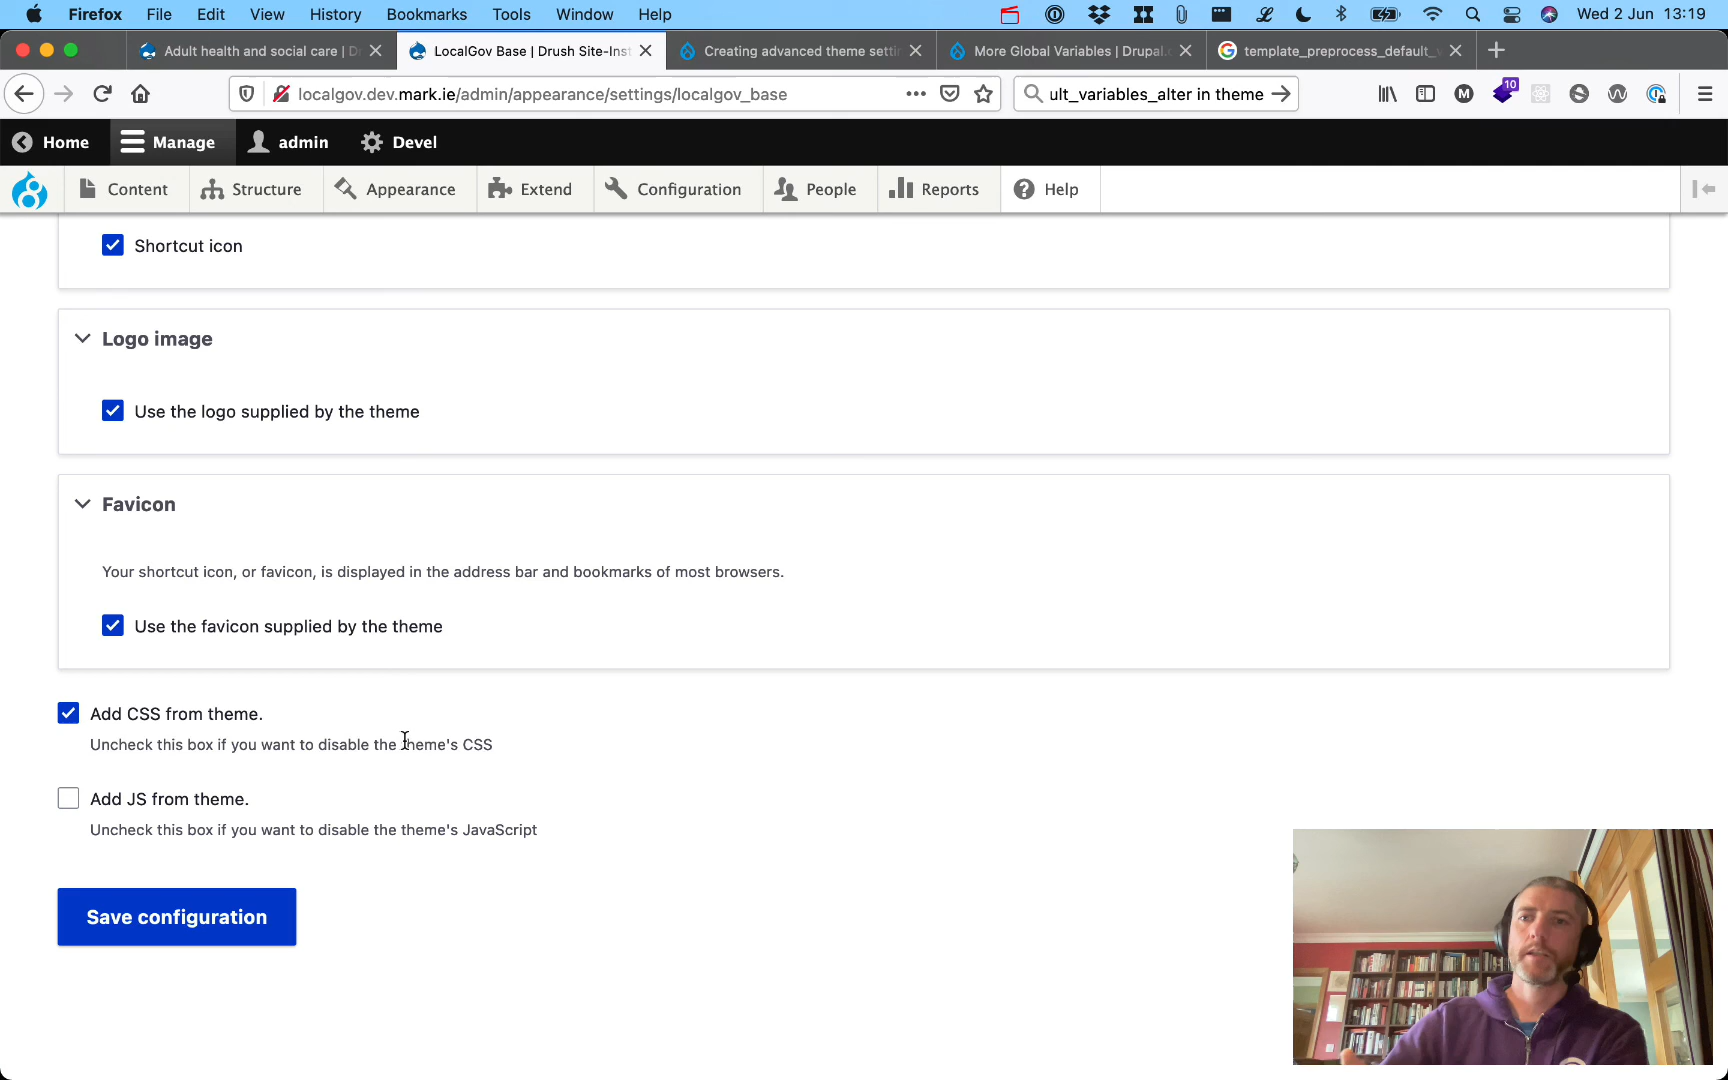 Firefox File Edit View History Bookmarks Tools Window Help Wed 2 Jun 13:19
Adult health and social care | D LocalGov Base | Drush Site-Inst Creating advanced theme setti More Global Variables | Drupal. template_preprocess_default_v
localgov.dev.mark.ie/admin/appearance/settings/localgov_base ult_variables_alter in theme 10
Home Manage admin Devel
Content Structure Appearance Extend Configuration People Reports Help
Shortcut icon
Logo image
Use the logo supplied by the theme
Favicon
Your shortcut icon, or favicon, is displayed in the address bar and bookmarks of most browsers.
Use the favicon supplied by the theme
Add CSS from theme.
Uncheck this box if you want to disable the theme's CSS
Add JS from theme.
Uncheck this box if you want to disable the theme's JavaScript
Save configuration